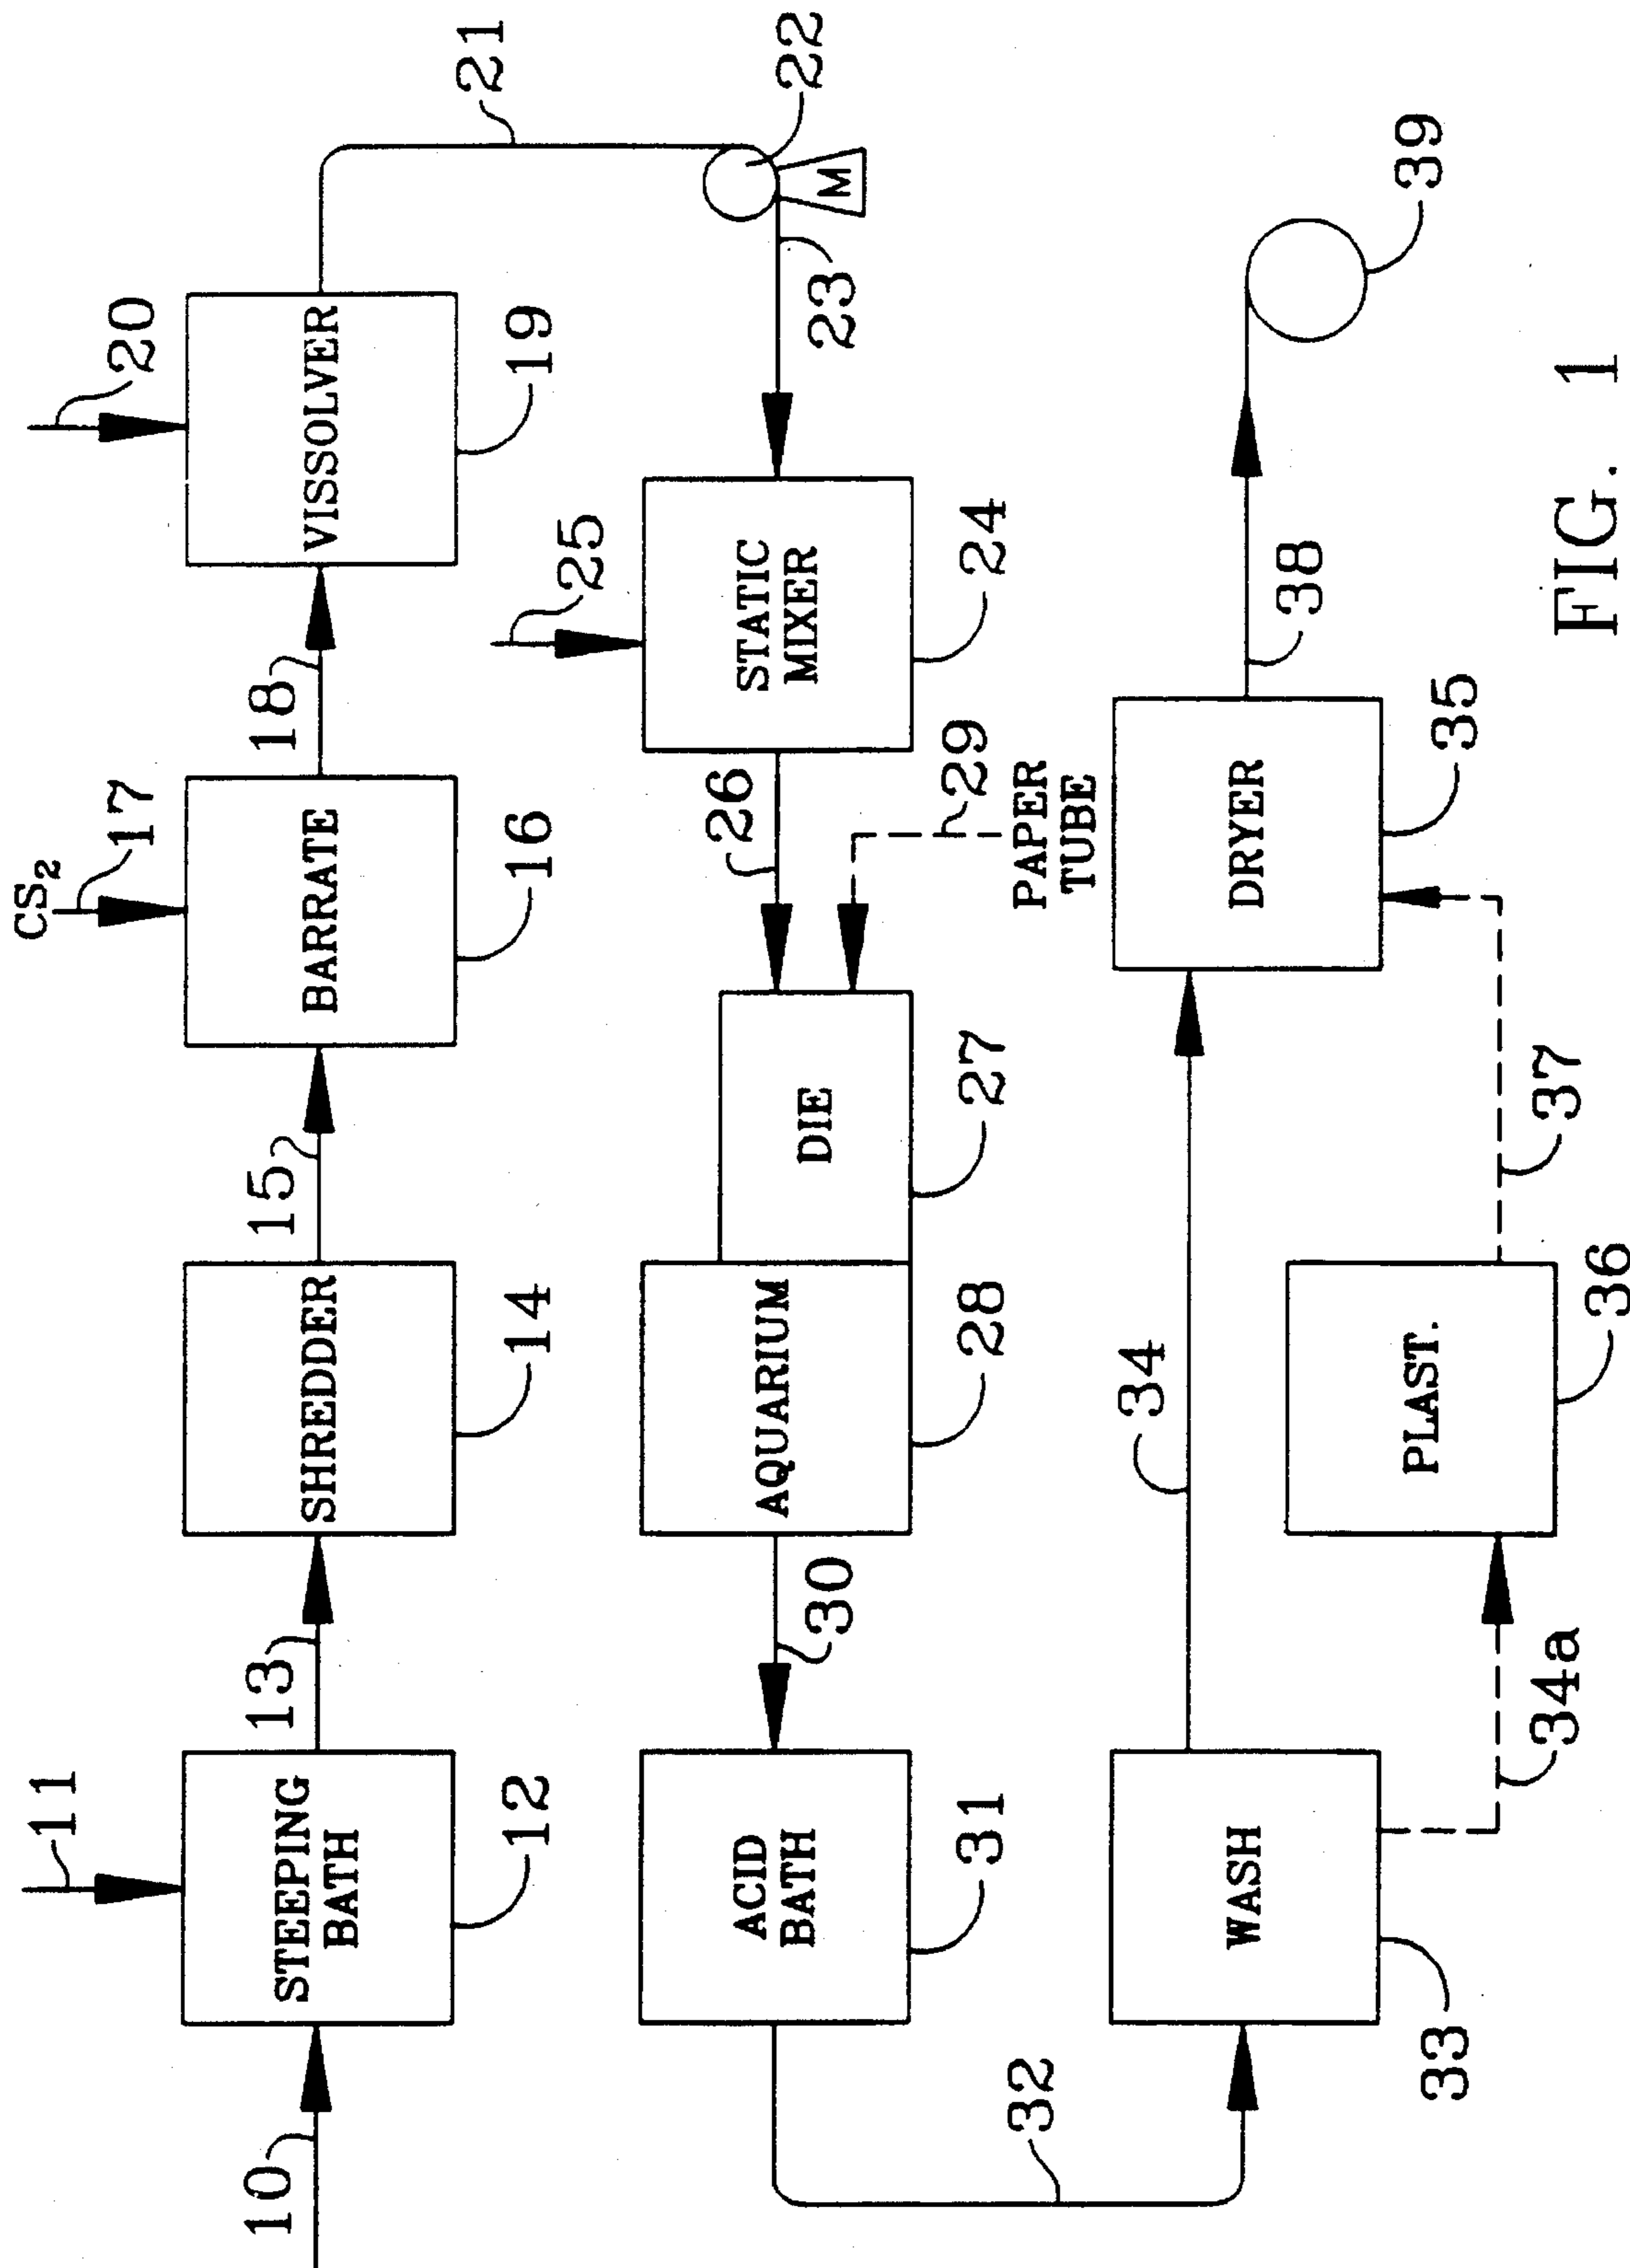 11
CS₂
17
20
10
13
15
18
21
STEEPING
BATH
SHREDDER
BARRATE
VISSOLVER
12
14
16
19
22
M
25
30
26
23
ACID
BATH
AQUARIUM
DIE
STATIC
MIXER
31
28
27
24
29
PAPER
TUBE
32
34
WASH
DRYER
38
39
33
35
PLAST.
34a
36
37
FIG. 1